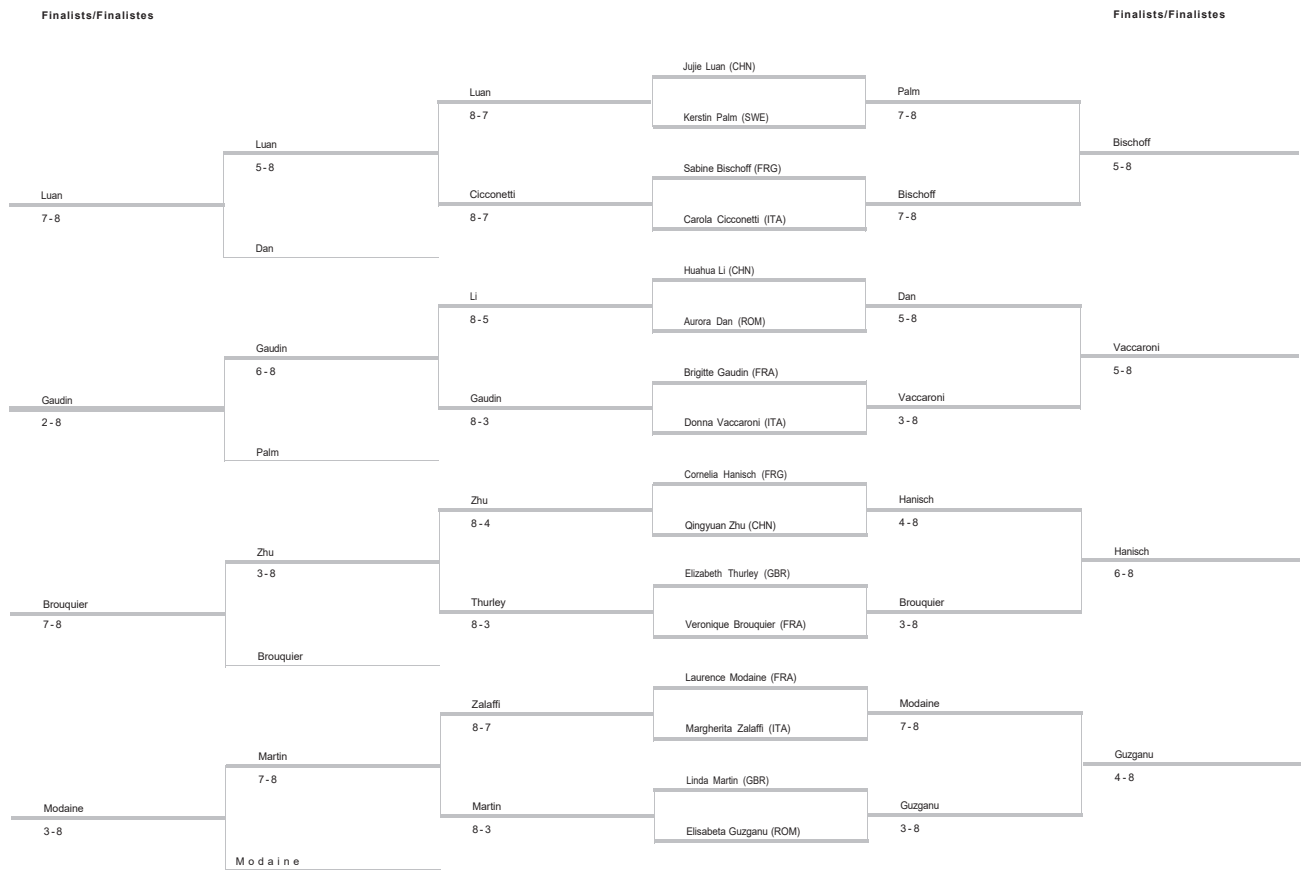 Finalists/Finalistes
Finalists/Finalistes
Jujie Luan (CHN)
Luan
Palm
8-7
Kerstin Palm (SWE)
7-8
Luan
Bischoff
5-8
Sabine Bischoff (FRG)
5-8
Luan
Cicconetti
Bischoff
7-8
8-7
Carola Cicconetti (ITA)
7-8
Dan
Huahua Li (CHN)
Li
Dan
8-5
Aurora Dan (ROM)
5-8
Gaudin
Vaccaroni
6-8
Brigitte Gaudin (FRA)
5-8
Gaudin
Gaudin
Vaccaroni
2-8
8-3
Donna Vaccaroni (ITA)
3-8
Palm
Cornelia Hanisch (FRG)
Zhu
Hanisch
8-4
Qingyuan Zhu (CHN)
4-8
Zhu
Hanisch
3-8
Elizabeth Thurley (GBR)
6-8
Brouquier
Thurley
Brouquier
7-8
8-3
Veronique Brouquier (FRA)
3-8
Brouquier
Laurence Modaine (FRA)
Zalaffi
Modaine
8-7
Margherita Zalaffi (ITA)
7-8
Martin
Guzganu
7-8
Linda Martin (GBR)
4-8
Modaine
Martin
Guzganu
3-8
8-3
Elisabeta Guzganu (ROM)
3-8
Modaine